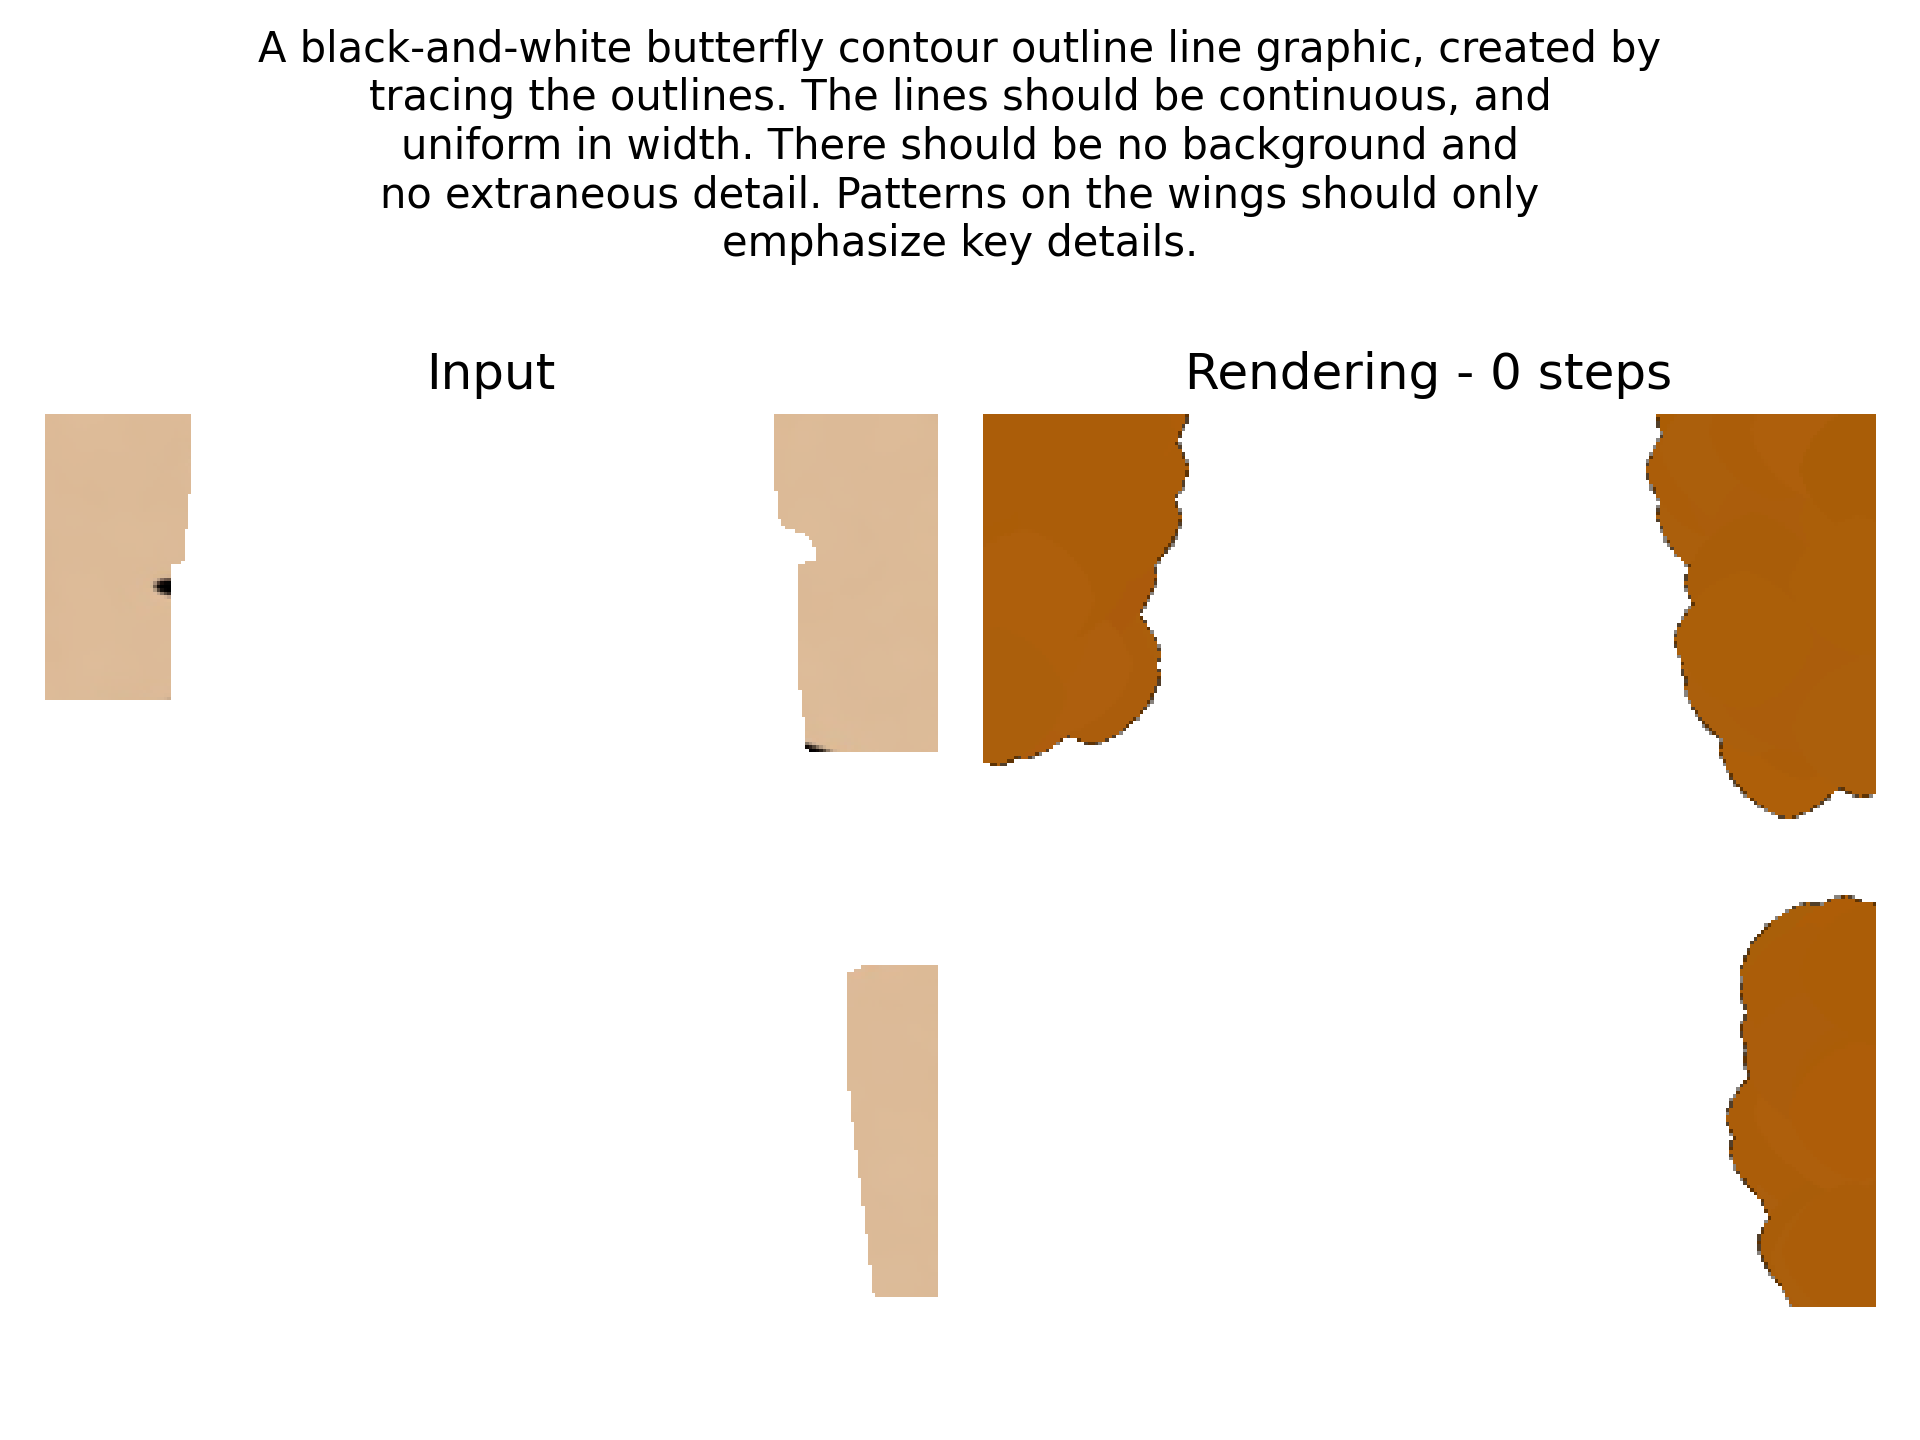 A black-and-white butterfly contour outline line graphic, created by
tracing the outlines. The lines should be continuous, and
uniform in width. There should be no background and
no extraneous detail. Patterns on the wings should only
emphasize key details.
Input
Rendering - 0 steps